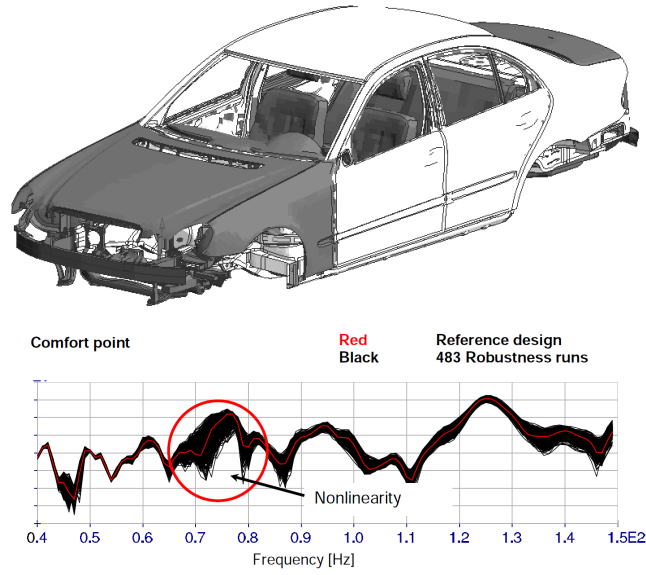 Comfort point Red Reference design
Black 483 Robustness runs
Nonlinearity
0.4 0.5 0.6 0.7 0.8 0.9 1.0 1.1 1.2 1.3 1.4 1.5E2
Frequency [Hz]